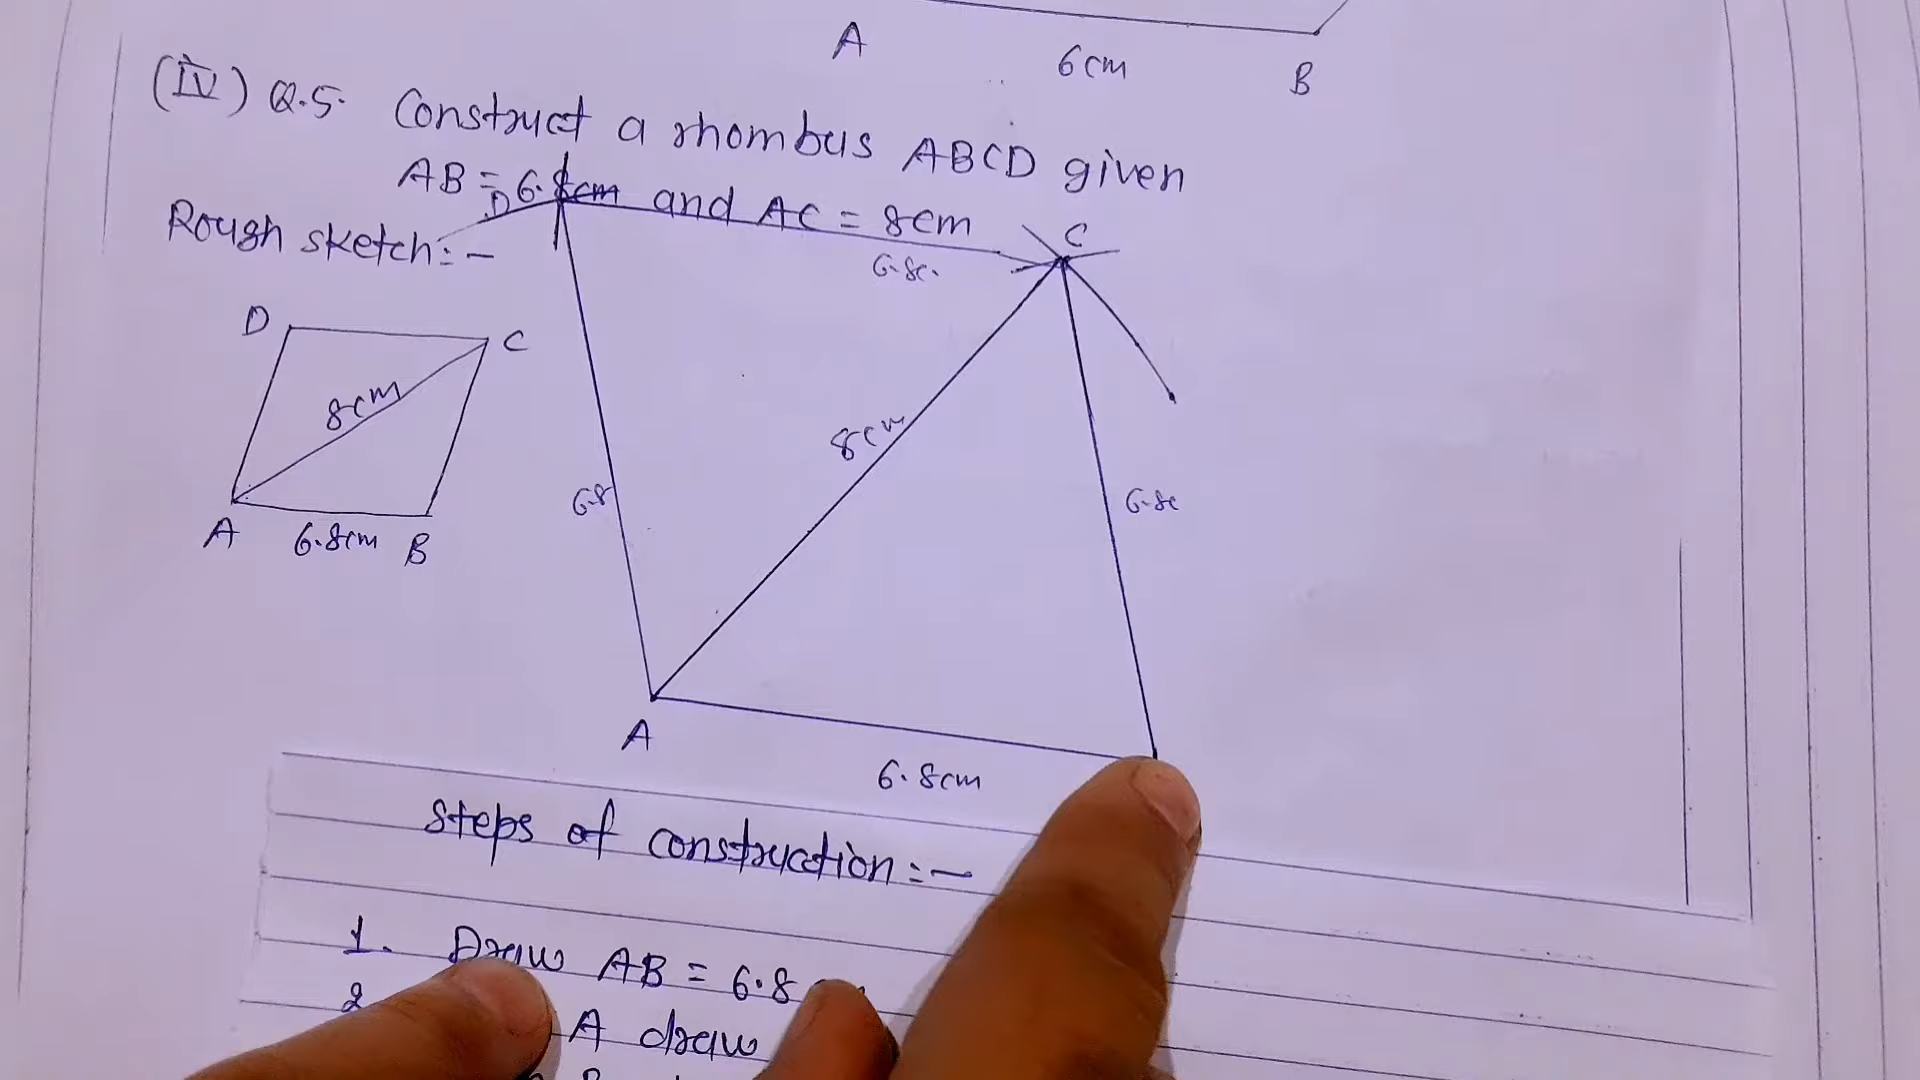 A
6cm
B
(IV) Q.5. Construct a rhombus ABCD given
AB = 6.8cm and AC = 8cm
Rough sketch:-
D
C
8cm
A
6.8cm
B
D
C
6.8c.
8cm
6.8
6.8c
A
6.8cm
Steps of construction:-
1. Draw AB = 6.8
2. A draw
B